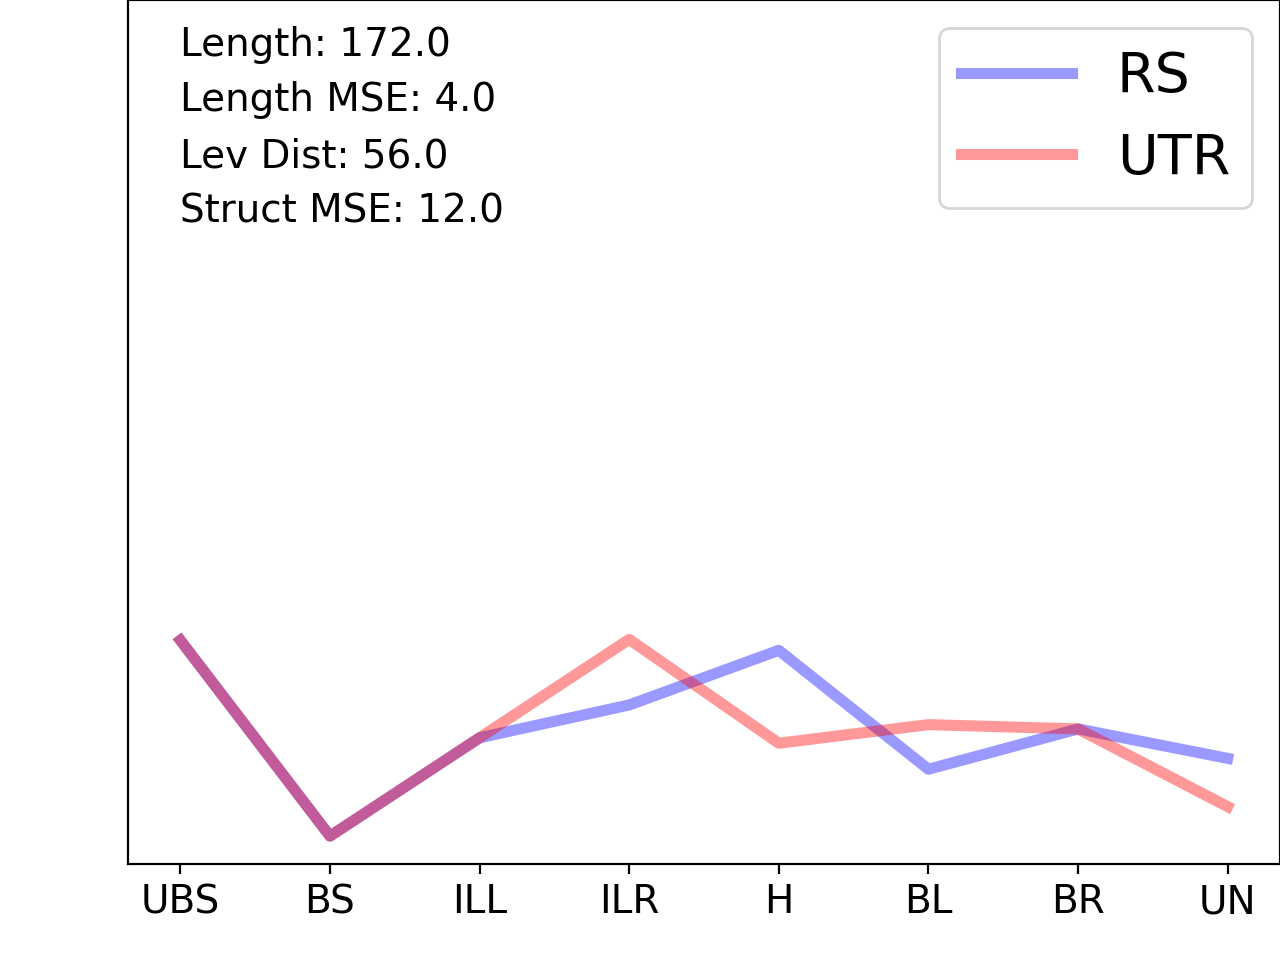 Length: 172.0
Length MSE: 4.0
Lev Dist: 56.0
Struct MSE: 12.0
RS
UTR
UBS BS ILL ILR H BL BR UN